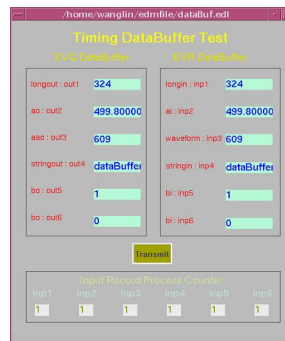 /home/wanglin/edmfile/dataBuf.edl
Timing DataBuffer Test
EVG DataBuffer EVR DataBuffer
longout : out1 324 longin : inp1 324
ao : out2 499.80000 ai : inp2 499.80000
aao : out3 609 waveform : inp3 609
stringout : out4 dataBuffer stringin : inp4 dataBuffer
bo : out5 1 bi : inp5 1
bo : out6 0 bi : inp6 0
Transmit
Input Record Process Counter
inp1 inp2 inp3 inp4 inp5 inp6
1 1 1 1 1 1